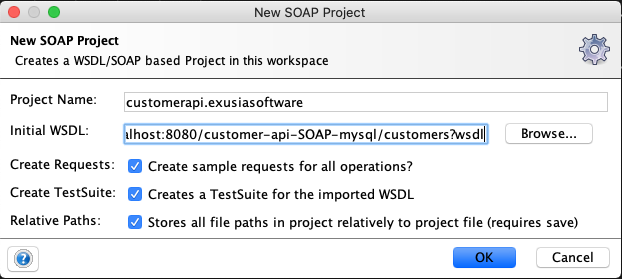 New SOAP Project
New SOAP Project
Creates a WSDL/SOAP based Project in this workspace
Project Name: customerapi.exusiasoftware
Initial WSDL: alhost:8080/customer-api-SOAP-mysql/customers?wsdl Browse...
Create Requests: Create sample requests for all operations?
Create TestSuite: Creates a TestSuite for the imported WSDL
Relative Paths: Stores all file paths in project relatively to project file (requires save)
? OK Cancel